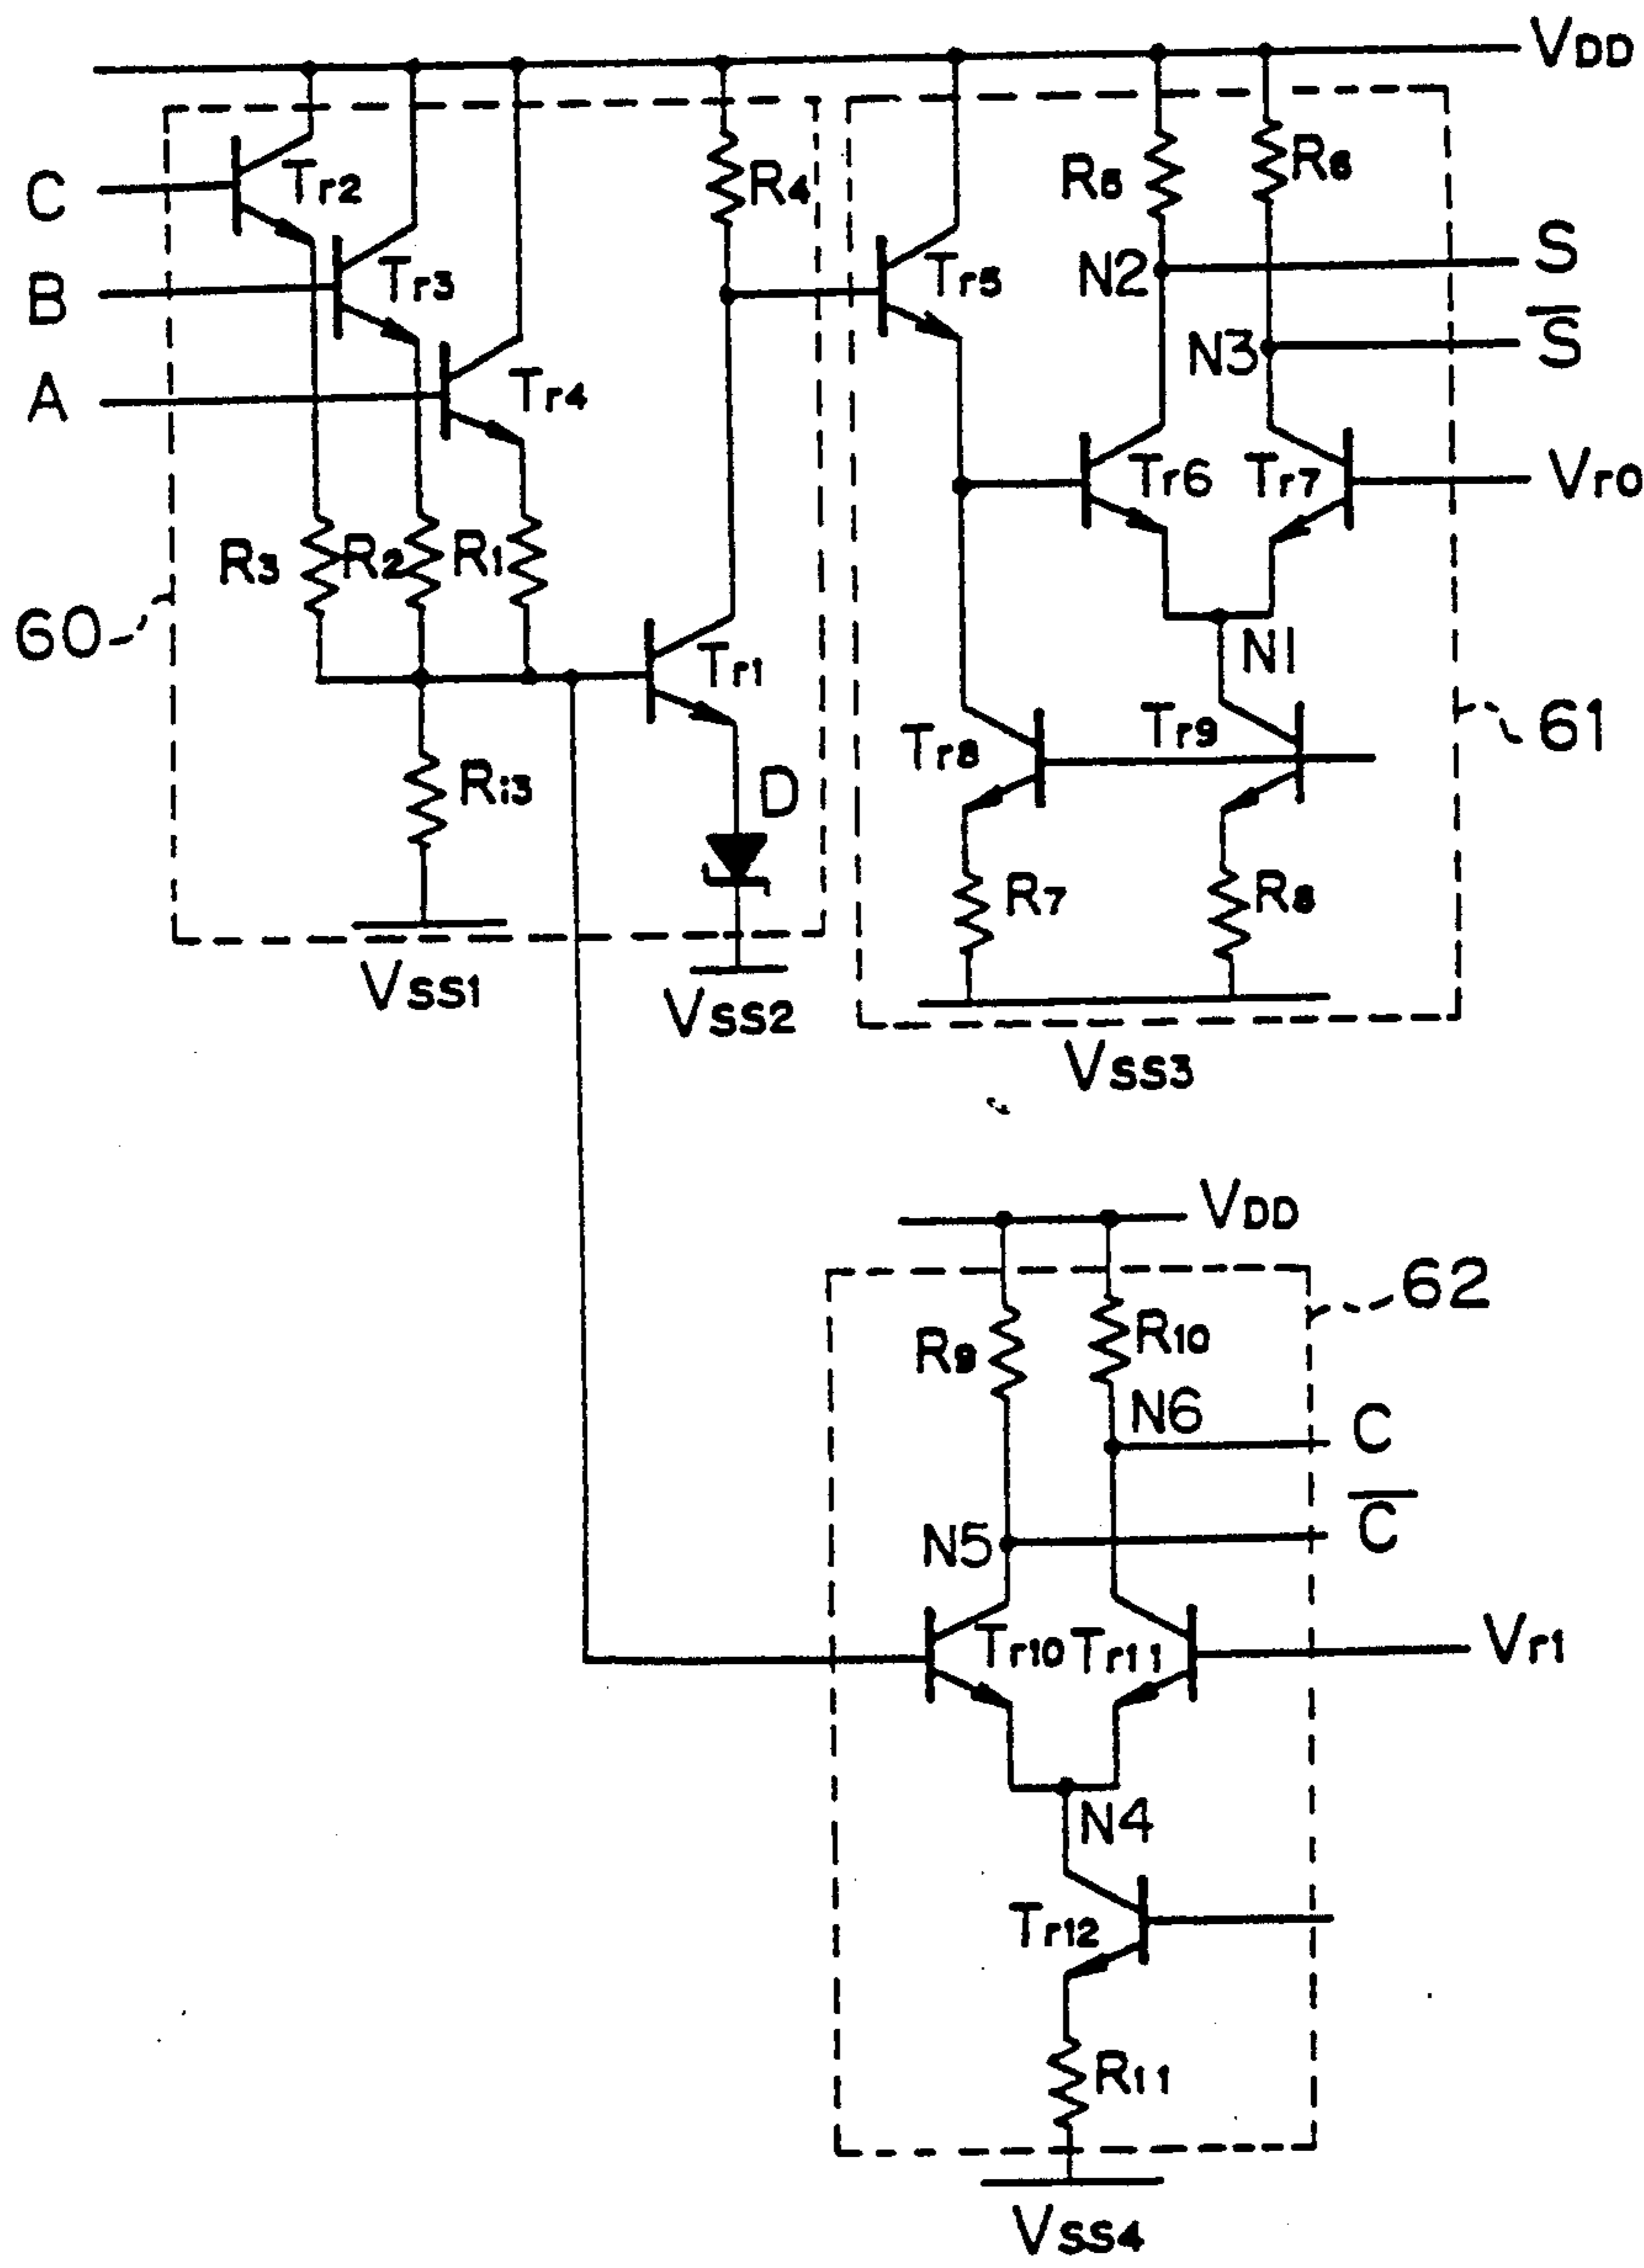 VDD
C
Tr2
R4
R5
R6
B
Tr3
Tr5
N2
S
A
Tr4
N3
S̅
Tr6
Tr7
Vr0
R3
R2
R1
60
Tr1
N1
Ri3
D
Tr8
Tr9
61
R7
R8
VSS1
VSS2
VSS3
VDD
62
R9
R10
N6
C
N5
C̅
Tr10
Tr11
Vr1
N4
Tr12
R11
VSS4